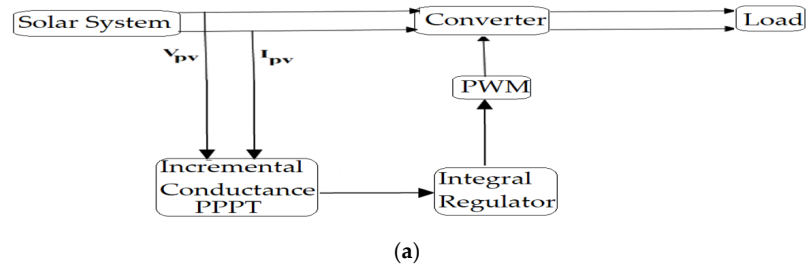 Solar System
Converter
Load
Vpv
Ipv
PWM
Incremental
Conductance
PPPT
Integral
Regulator
(a)